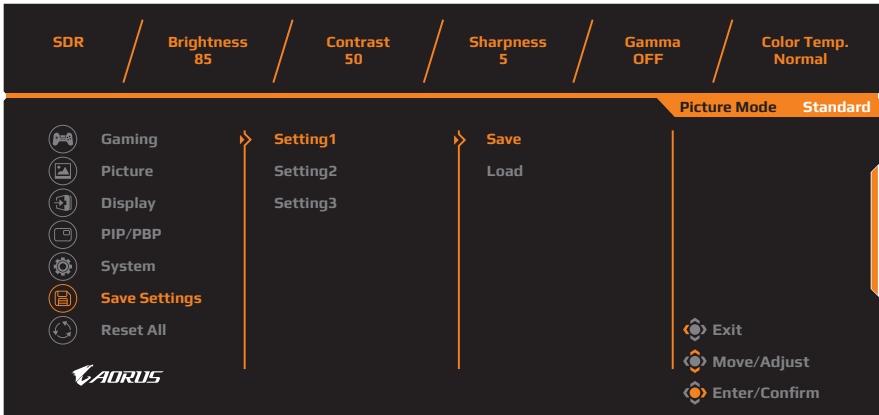 SDR
Brightness
85
Contrast
50
Sharpness
5
Gamma
OFF
Color Temp.
Normal
Picture Mode Standard
Gaming
Picture
Display
PIP/PBP
System
Save Settings
Reset All
Setting1
Setting2
Setting3
Save
Load
Exit
Move/Adjust
Enter/Confirm
AORUS